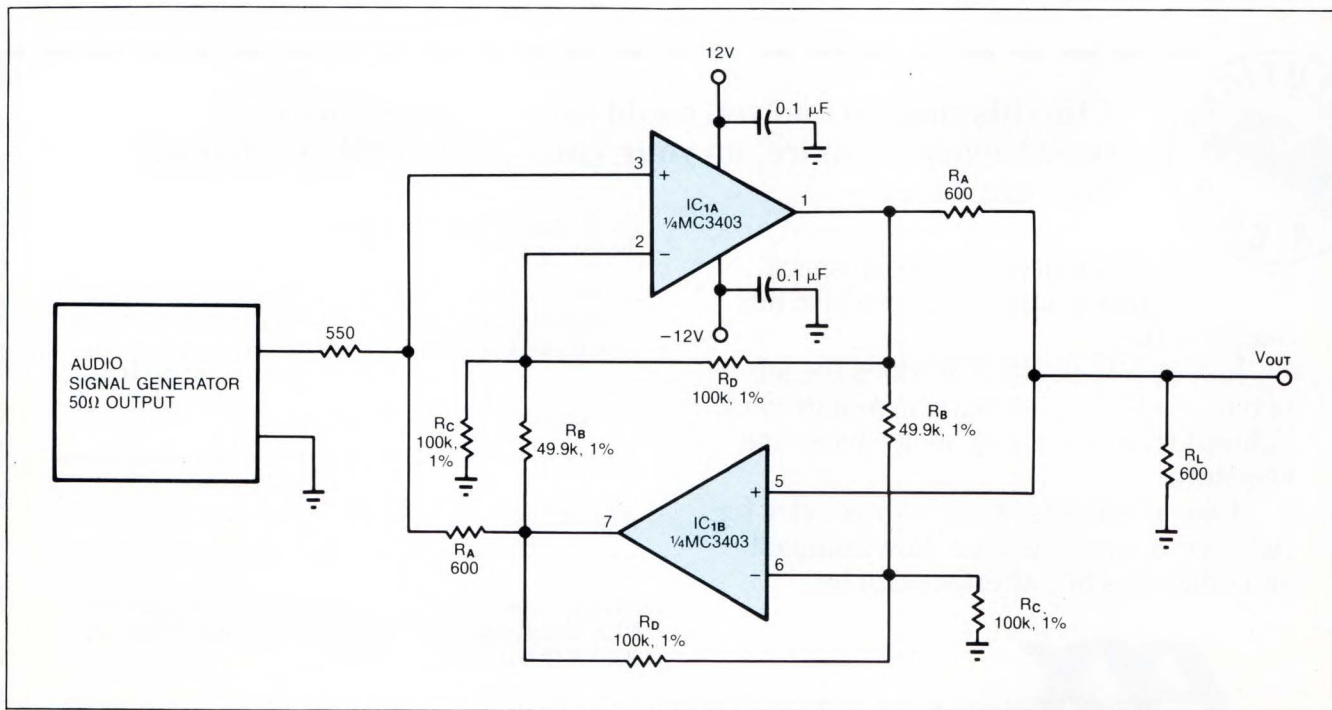 12V
0.1 µF
3
+
IC1A
¼MC3403
1
2
−
RA
600
0.1 µF
−12V
AUDIO
SIGNAL GENERATOR
50Ω OUTPUT
550
RD
100k, 1%
VOUT
RC
100k,
1%
RB
49.9k, 1%
RB
49.9k, 1%
RL
600
5
+
IC1B
¼MC3403
7
6
−
RA
600
RC
100k, 1%
RD
100k, 1%